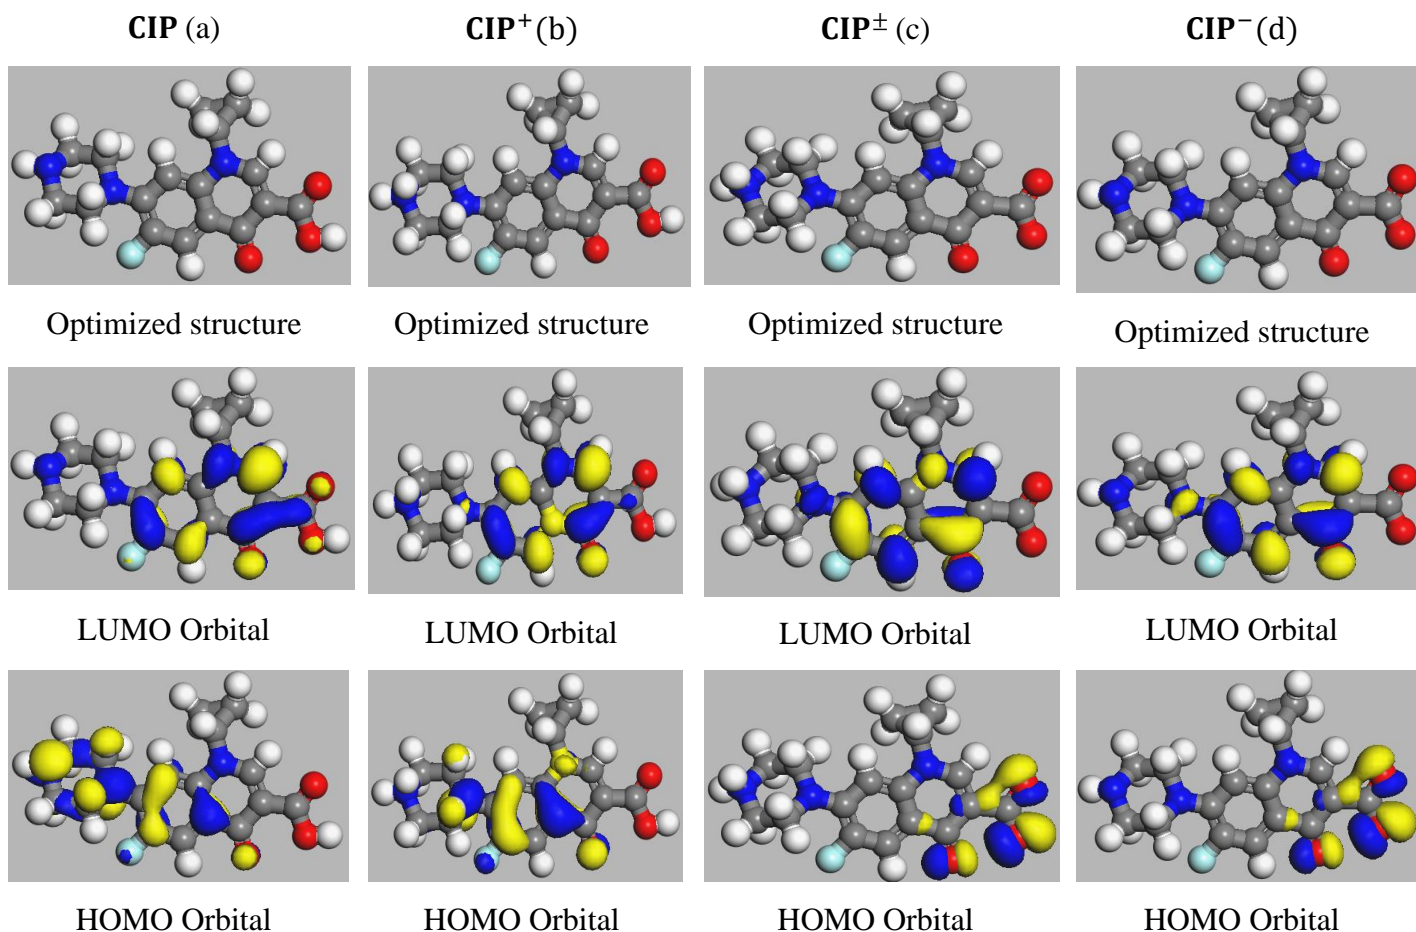 CIP (a) CIP⁺(b) CIP± (c) CIP⁻(d)
Optimized structure Optimized structure Optimized structure Optimized structure
LUMO Orbital LUMO Orbital LUMO Orbital LUMO Orbital
HOMO Orbital HOMO Orbital HOMO Orbital HOMO Orbital